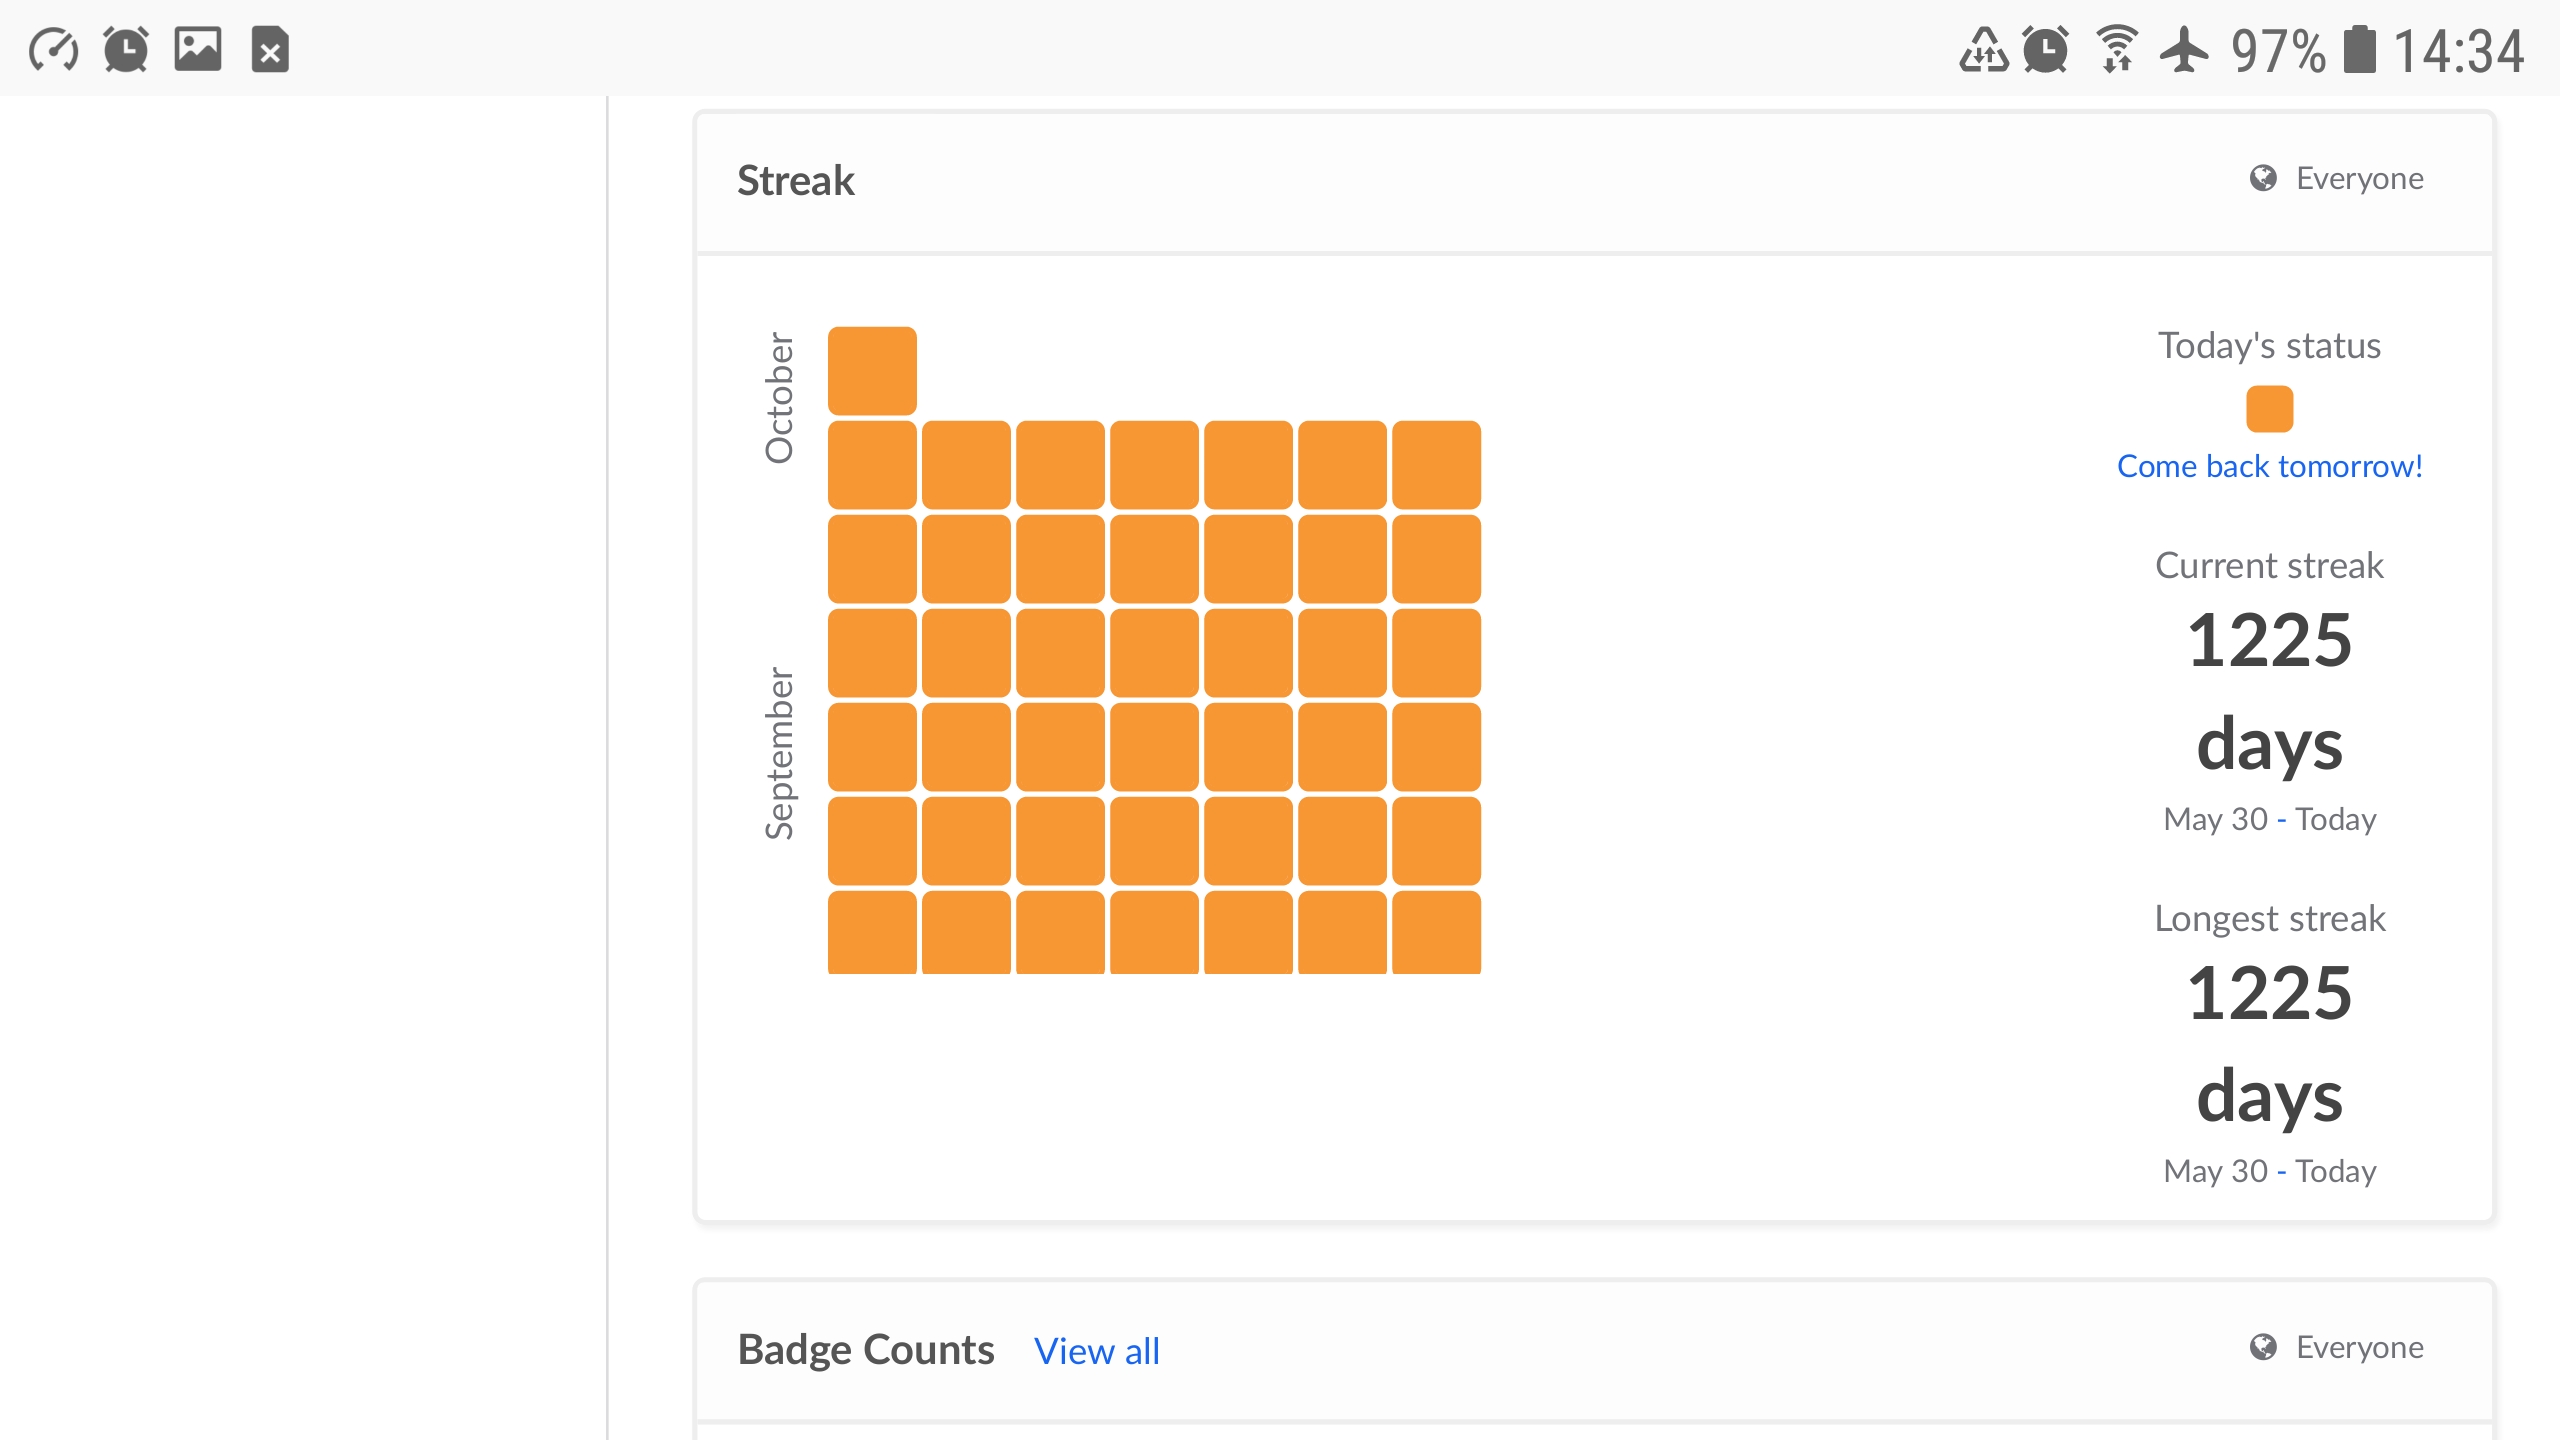 97% 14:34
Streak
Everyone
October
September
Today's status
Come back tomorrow!
Current streak
1225
days
May 30 - Today
Longest streak
1225
days
May 30 - Today
Badge Counts View all
Everyone